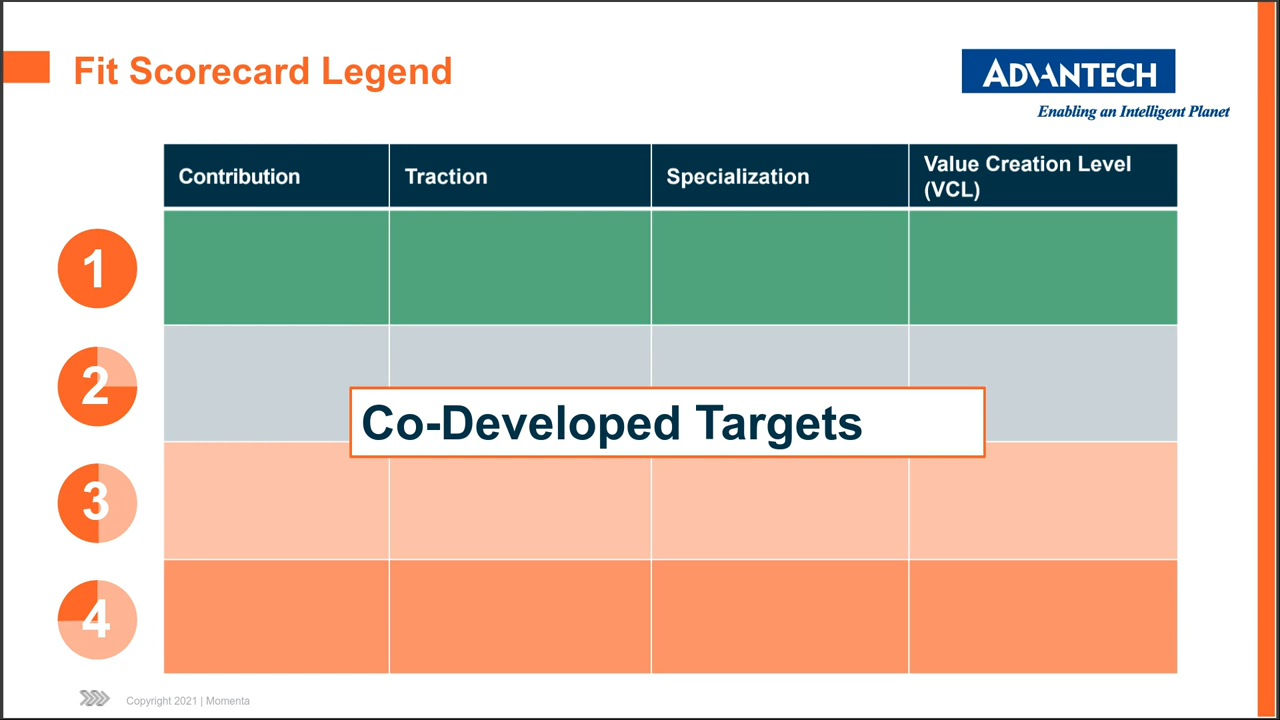 Fit Scorecard Legend
ADVANTECH
Enabling an Intelligent Planet
Contribution
Traction
Specialization
Value Creation Level
(VCL)
1
2
Co-Developed Targets
3
4
Copyright 2021 | Momenta